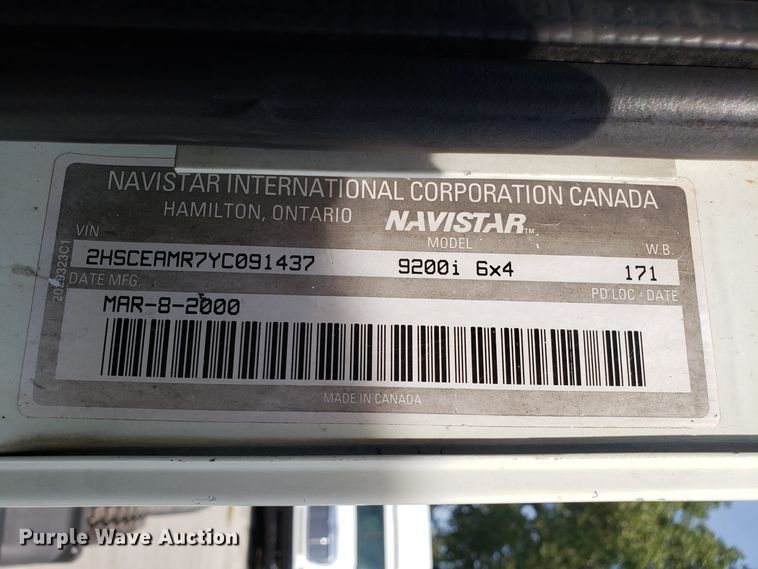 NAVISTAR INTERNATIONAL CORPORATION CANADA
HAMILTON, ONTARIO NAVISTAR™
VIN MODEL W.B.
2HSCEAMR7YC091437 9200i 6x4 171
DATE MFG. PD LOC - DATE
MAR-8-2000
MADE IN CANADA
Purple Wave Auction